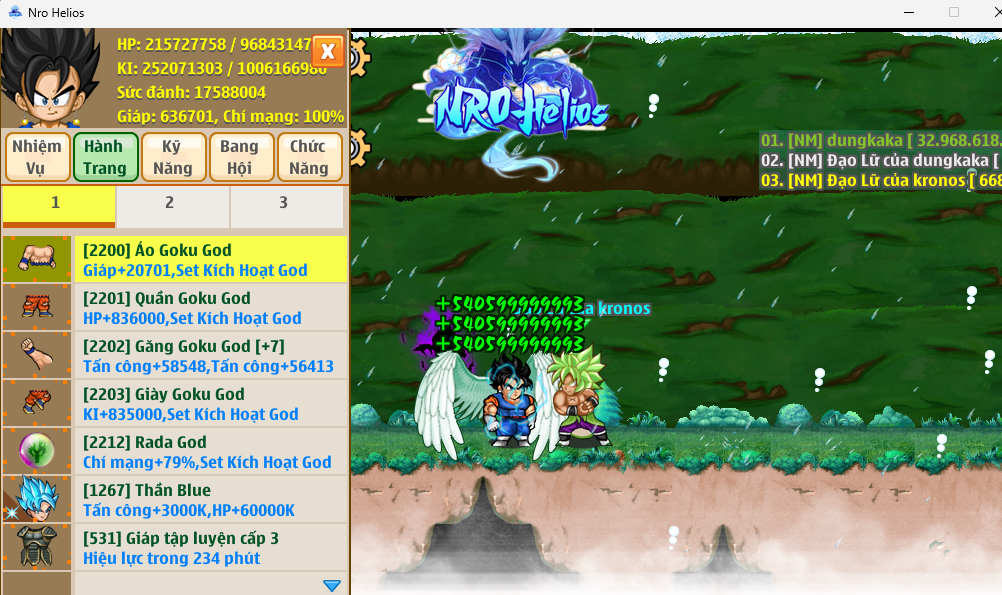 Nro Helios
HP: 215727758 / 96843147
KI: 252071303 / 1006166980
Sức đánh: 17588004
Giáp: 636701, Chí mạng: 100%
X
Nhiệm Vụ
Hành Trang
Kỹ Năng
Bang Hội
Chức Năng
1
2
3
[2200] Áo Goku God
Giáp+20701,Set Kích Hoạt God
[2201] Quần Goku God
HP+836000,Set Kích Hoạt God
[2202] Găng Goku God [+7]
Tấn công+58548,Tấn công+56413
[2203] Giày Goku God
KI+835000,Set Kích Hoạt God
[2212] Rada God
Chí mạng+79%,Set Kích Hoạt God
[1267] Thần Blue
Tấn công+3000K,HP+60000K
[531] Giáp tập luyện cấp 3
Hiệu lực trong 234 phút
NRO Helios
01. [NM] dungkaka [ 32.968.618.
02. [NM] Đạo Lữ của dungkaka [
03. [NM] Đạo Lữ của kronos [ 668
+540599999993
kronos
+540599999993
+540599999993